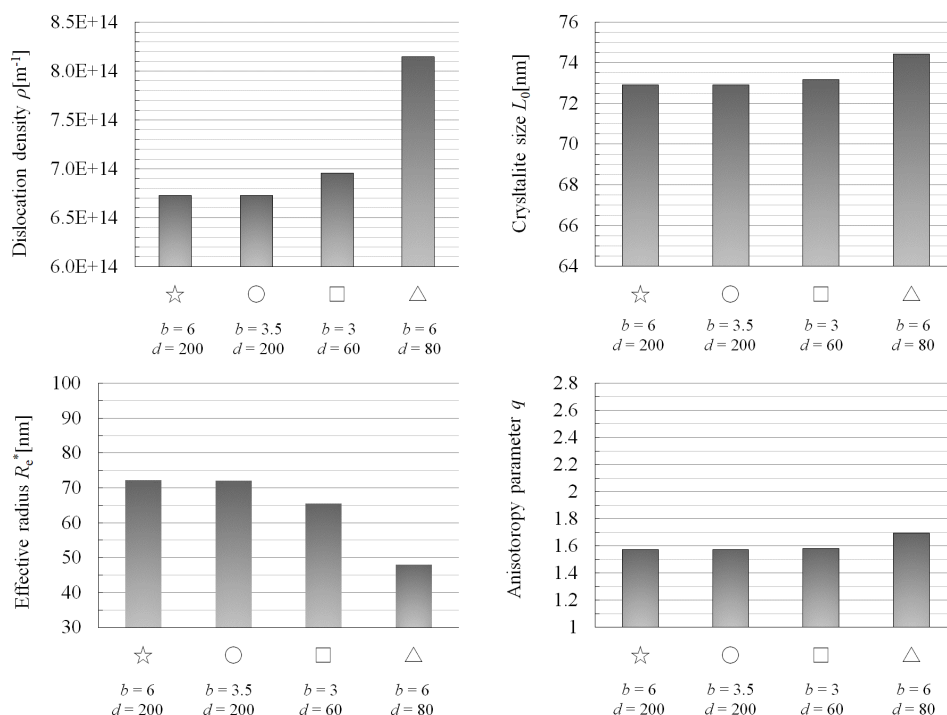 Dislocation density ρ[m⁻¹]
8.5E+14
8.0E+14
7.5E+14
7.0E+14
6.5E+14
6.0E+14
☆ ○ □ △
b = 6 b = 3.5 b = 3 b = 6
d = 200 d = 200 d = 60 d = 80
Crysltalite size L₀[nm]
76
74
72
70
68
66
64
☆ ○ □ △
b = 6 b = 3.5 b = 3 b = 6
d = 200 d = 200 d = 60 d = 80
Effective radius Rₑ*[nm]
100
90
80
70
60
50
40
30
☆ ○ □ △
b = 6 b = 3.5 b = 3 b = 6
d = 200 d = 200 d = 60 d = 80
Anisotoropy parameter q
2.8
2.6
2.4
2.2
2
1.8
1.6
1.4
1.2
1
☆ ○ □ △
b = 6 b = 3.5 b = 3 b = 6
d = 200 d = 200 d = 60 d = 80